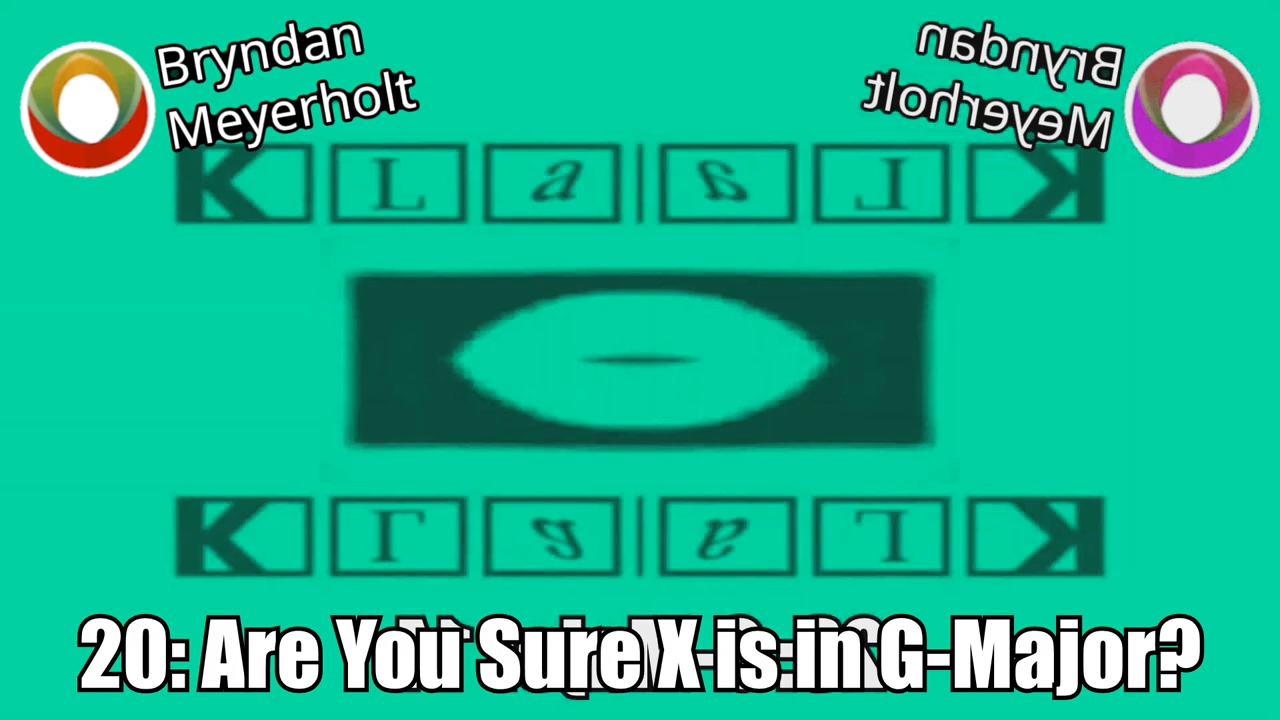 Bryndan
Meyerholt
Bryndan
Meyerholt
K L a a L K
K L a a L K
20: Are You Sure X is in G-Major?